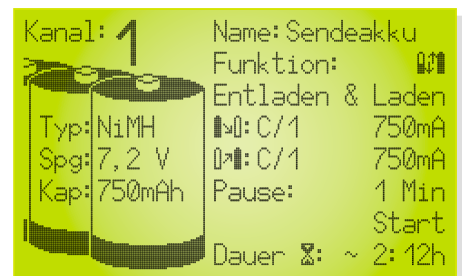 Kanal: 1
Typ: NiMH
Spg: 7,2 V
Kap: 750mAh
Name: Sendeakku
Funktion:
Entladen & Laden
: C/1 750mA
: C/1 750mA
Pause: 1 Min
Start
Dauer : ~ 2:12h